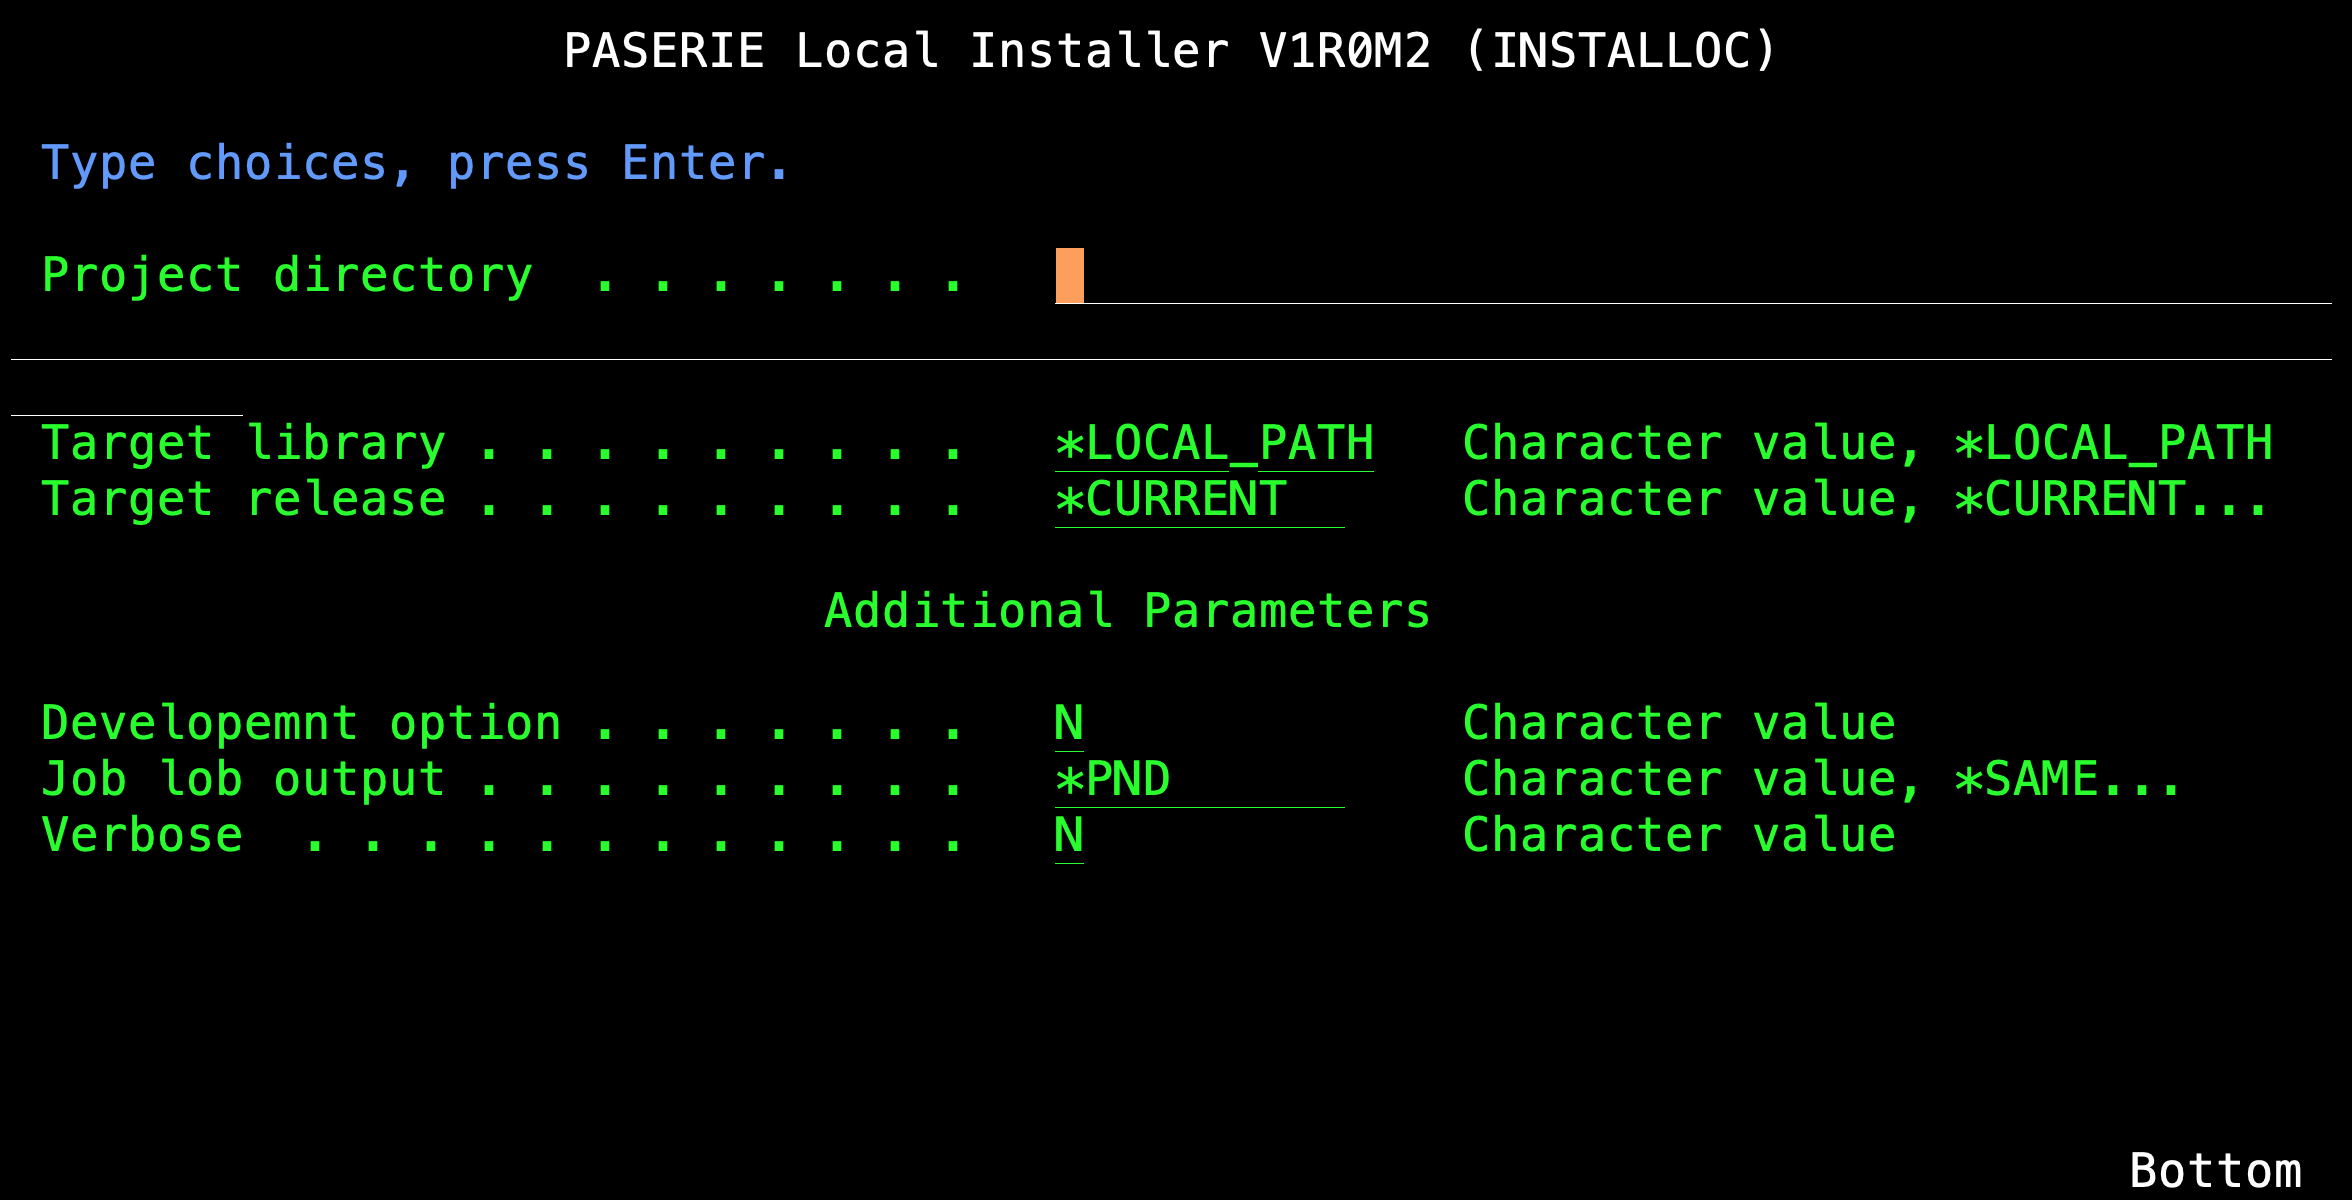 PASERIE Local Installer V1R0M2 (INSTALLOC)
Type choices, press Enter.
Project directory  . . . . . . .
Target library . . . . . . . . .   *LOCAL_PATH   Character value, *LOCAL_PATH
Target release . . . . . . . . .   *CURRENT      Character value, *CURRENT...
Additional Parameters
Developemnt option . . . . . . .   N             Character value
Job lob output . . . . . . . . .   *PND          Character value, *SAME...
Verbose  . . . . . . . . . . . .   N             Character value
Bottom